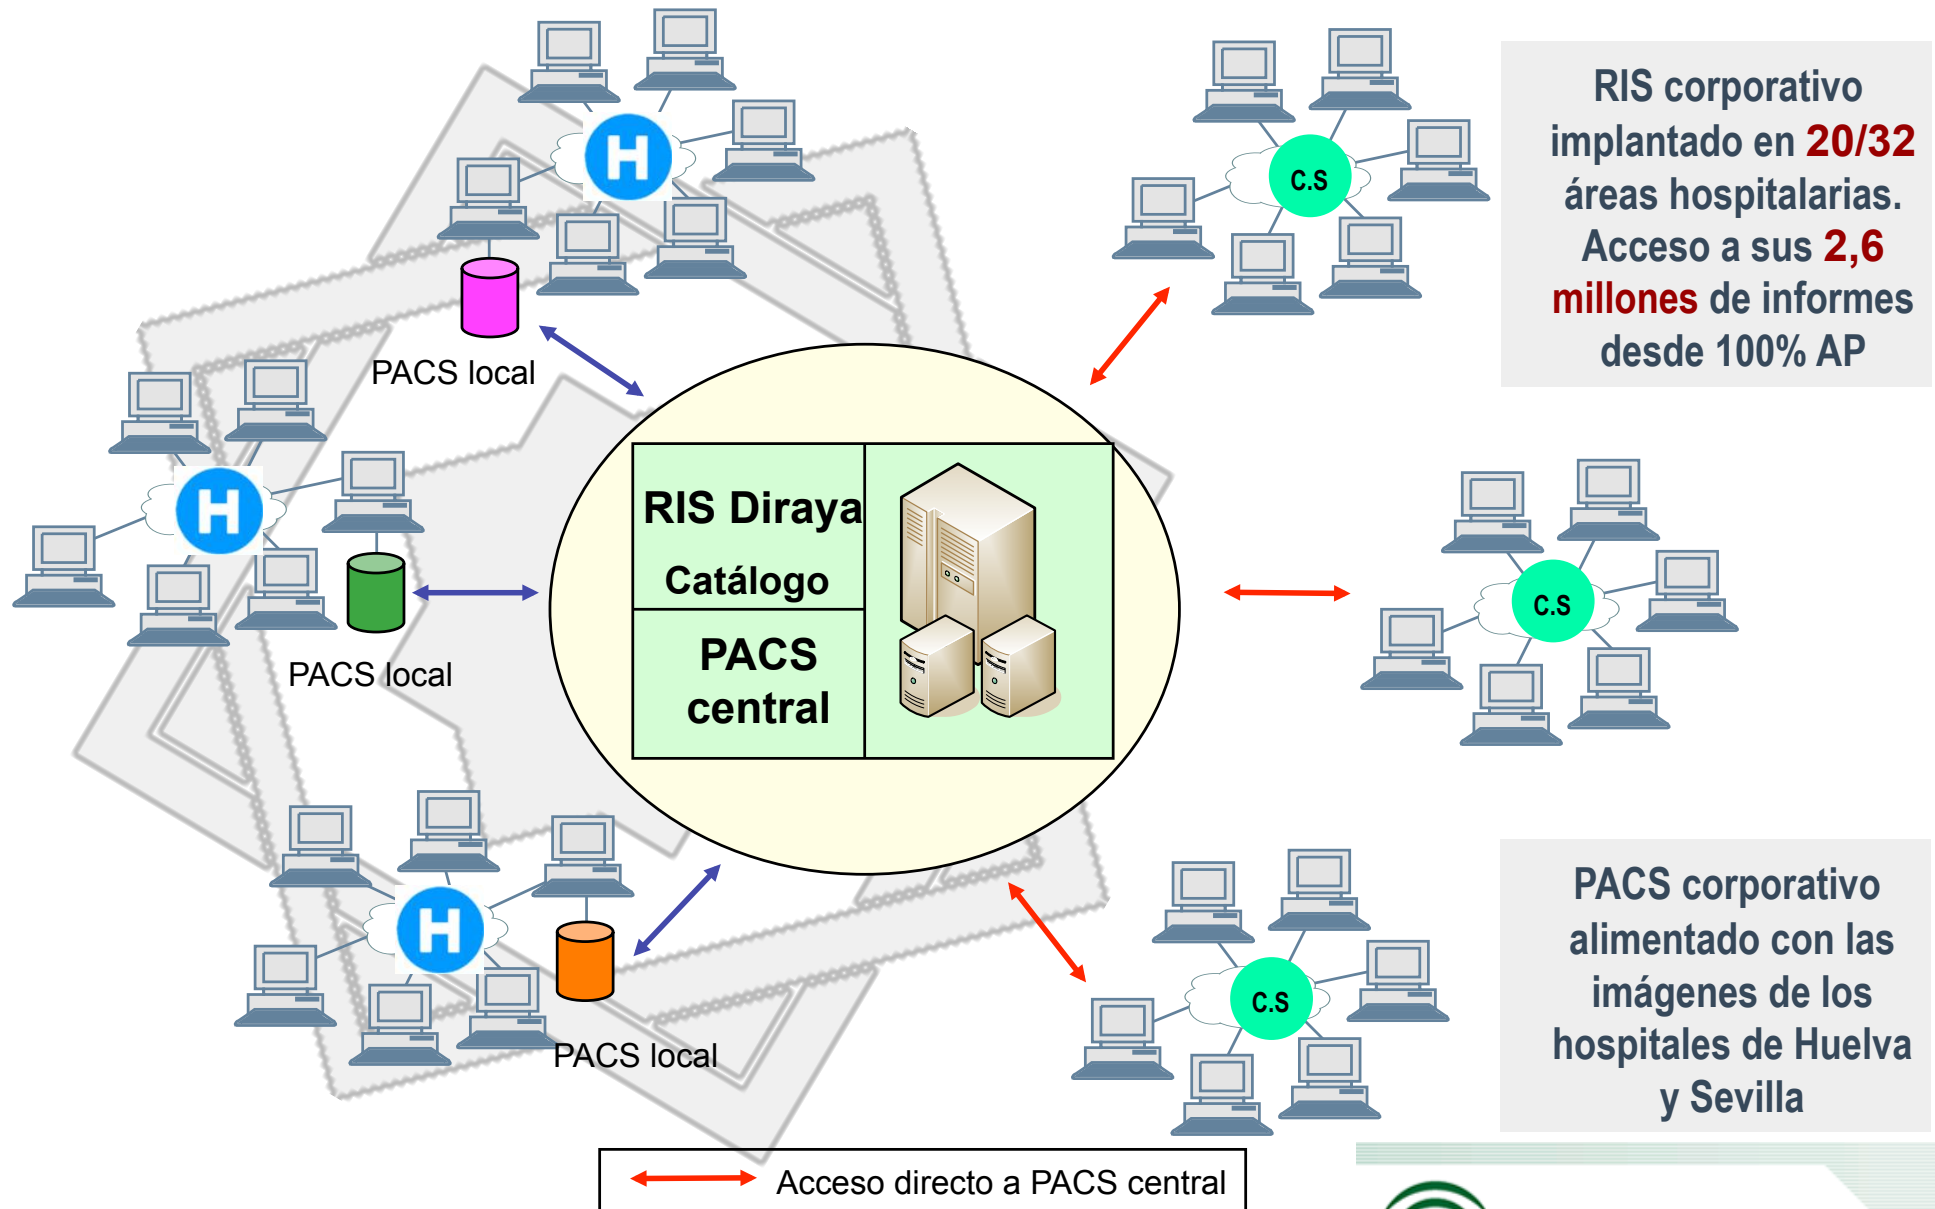 H
C.S
RIS corporativo
implantado en 20/32
áreas hospitalarias.
Acceso a sus 2,6
millones de informes
desde 100% AP
PACS local
H
PACS local
RIS Diraya
Catálogo
PACS
central
C.S
H
PACS local
C.S
PACS corporativo
alimentado con las
imágenes de los
hospitales de Huelva
y Sevilla
Acceso directo a PACS central